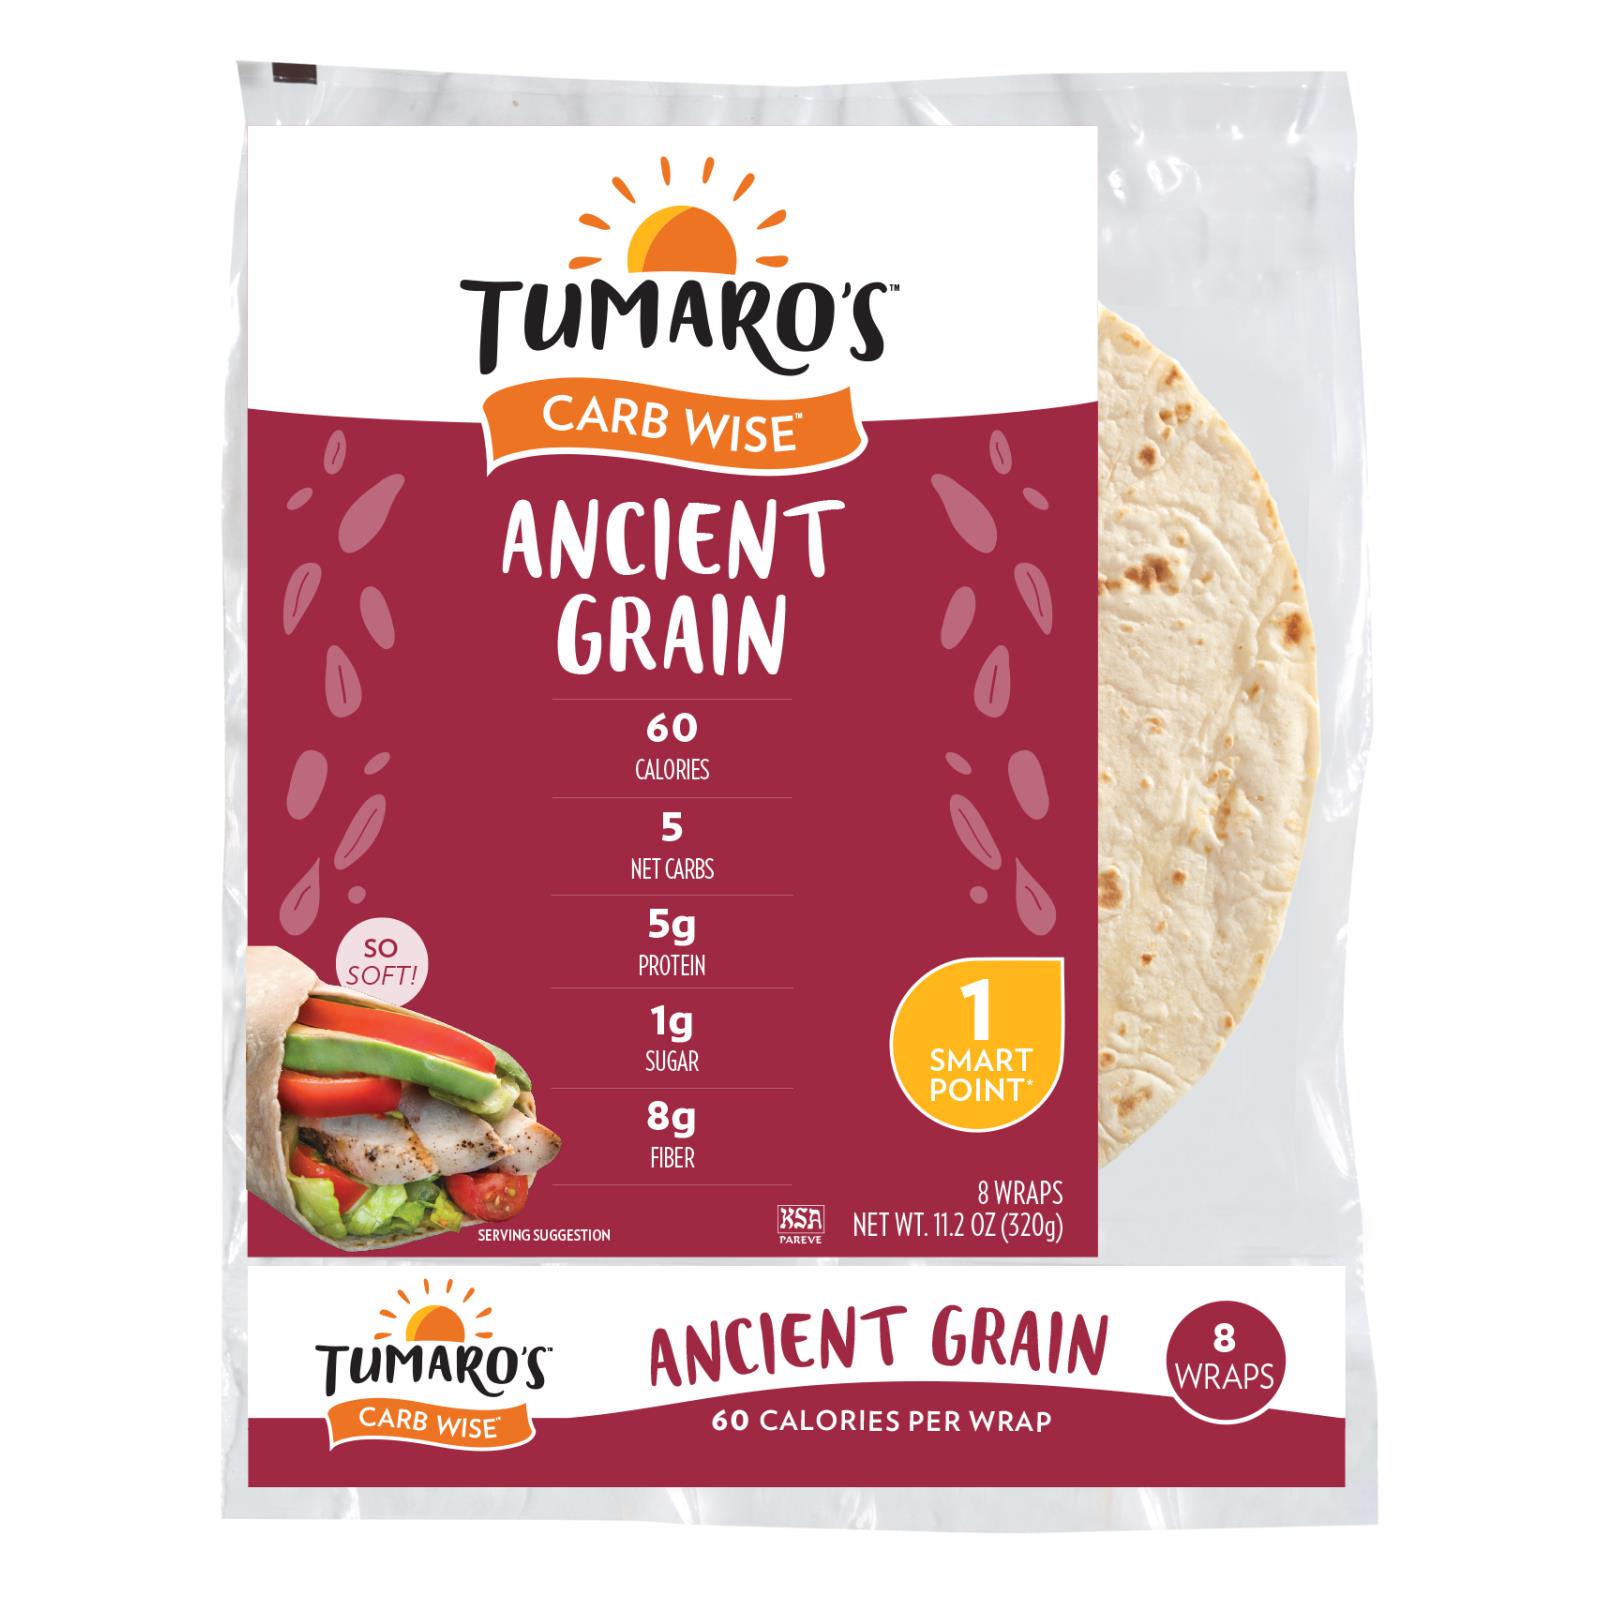 TUMARO'S™
CARB WISE™
ANCIENT
GRAIN
60
CALORIES
5
NET CARBS
5g
PROTEIN
1g
SUGAR
8g
FIBER
SO
SOFT!
1
SMART
POINT*
SERVING SUGGESTION
KSA
PAREVE
8 WRAPS
NET WT. 11.2 OZ (320g)
TUMARO'S™
CARB WISE™
ANCIENT GRAIN
60 CALORIES PER WRAP
8
WRAPS